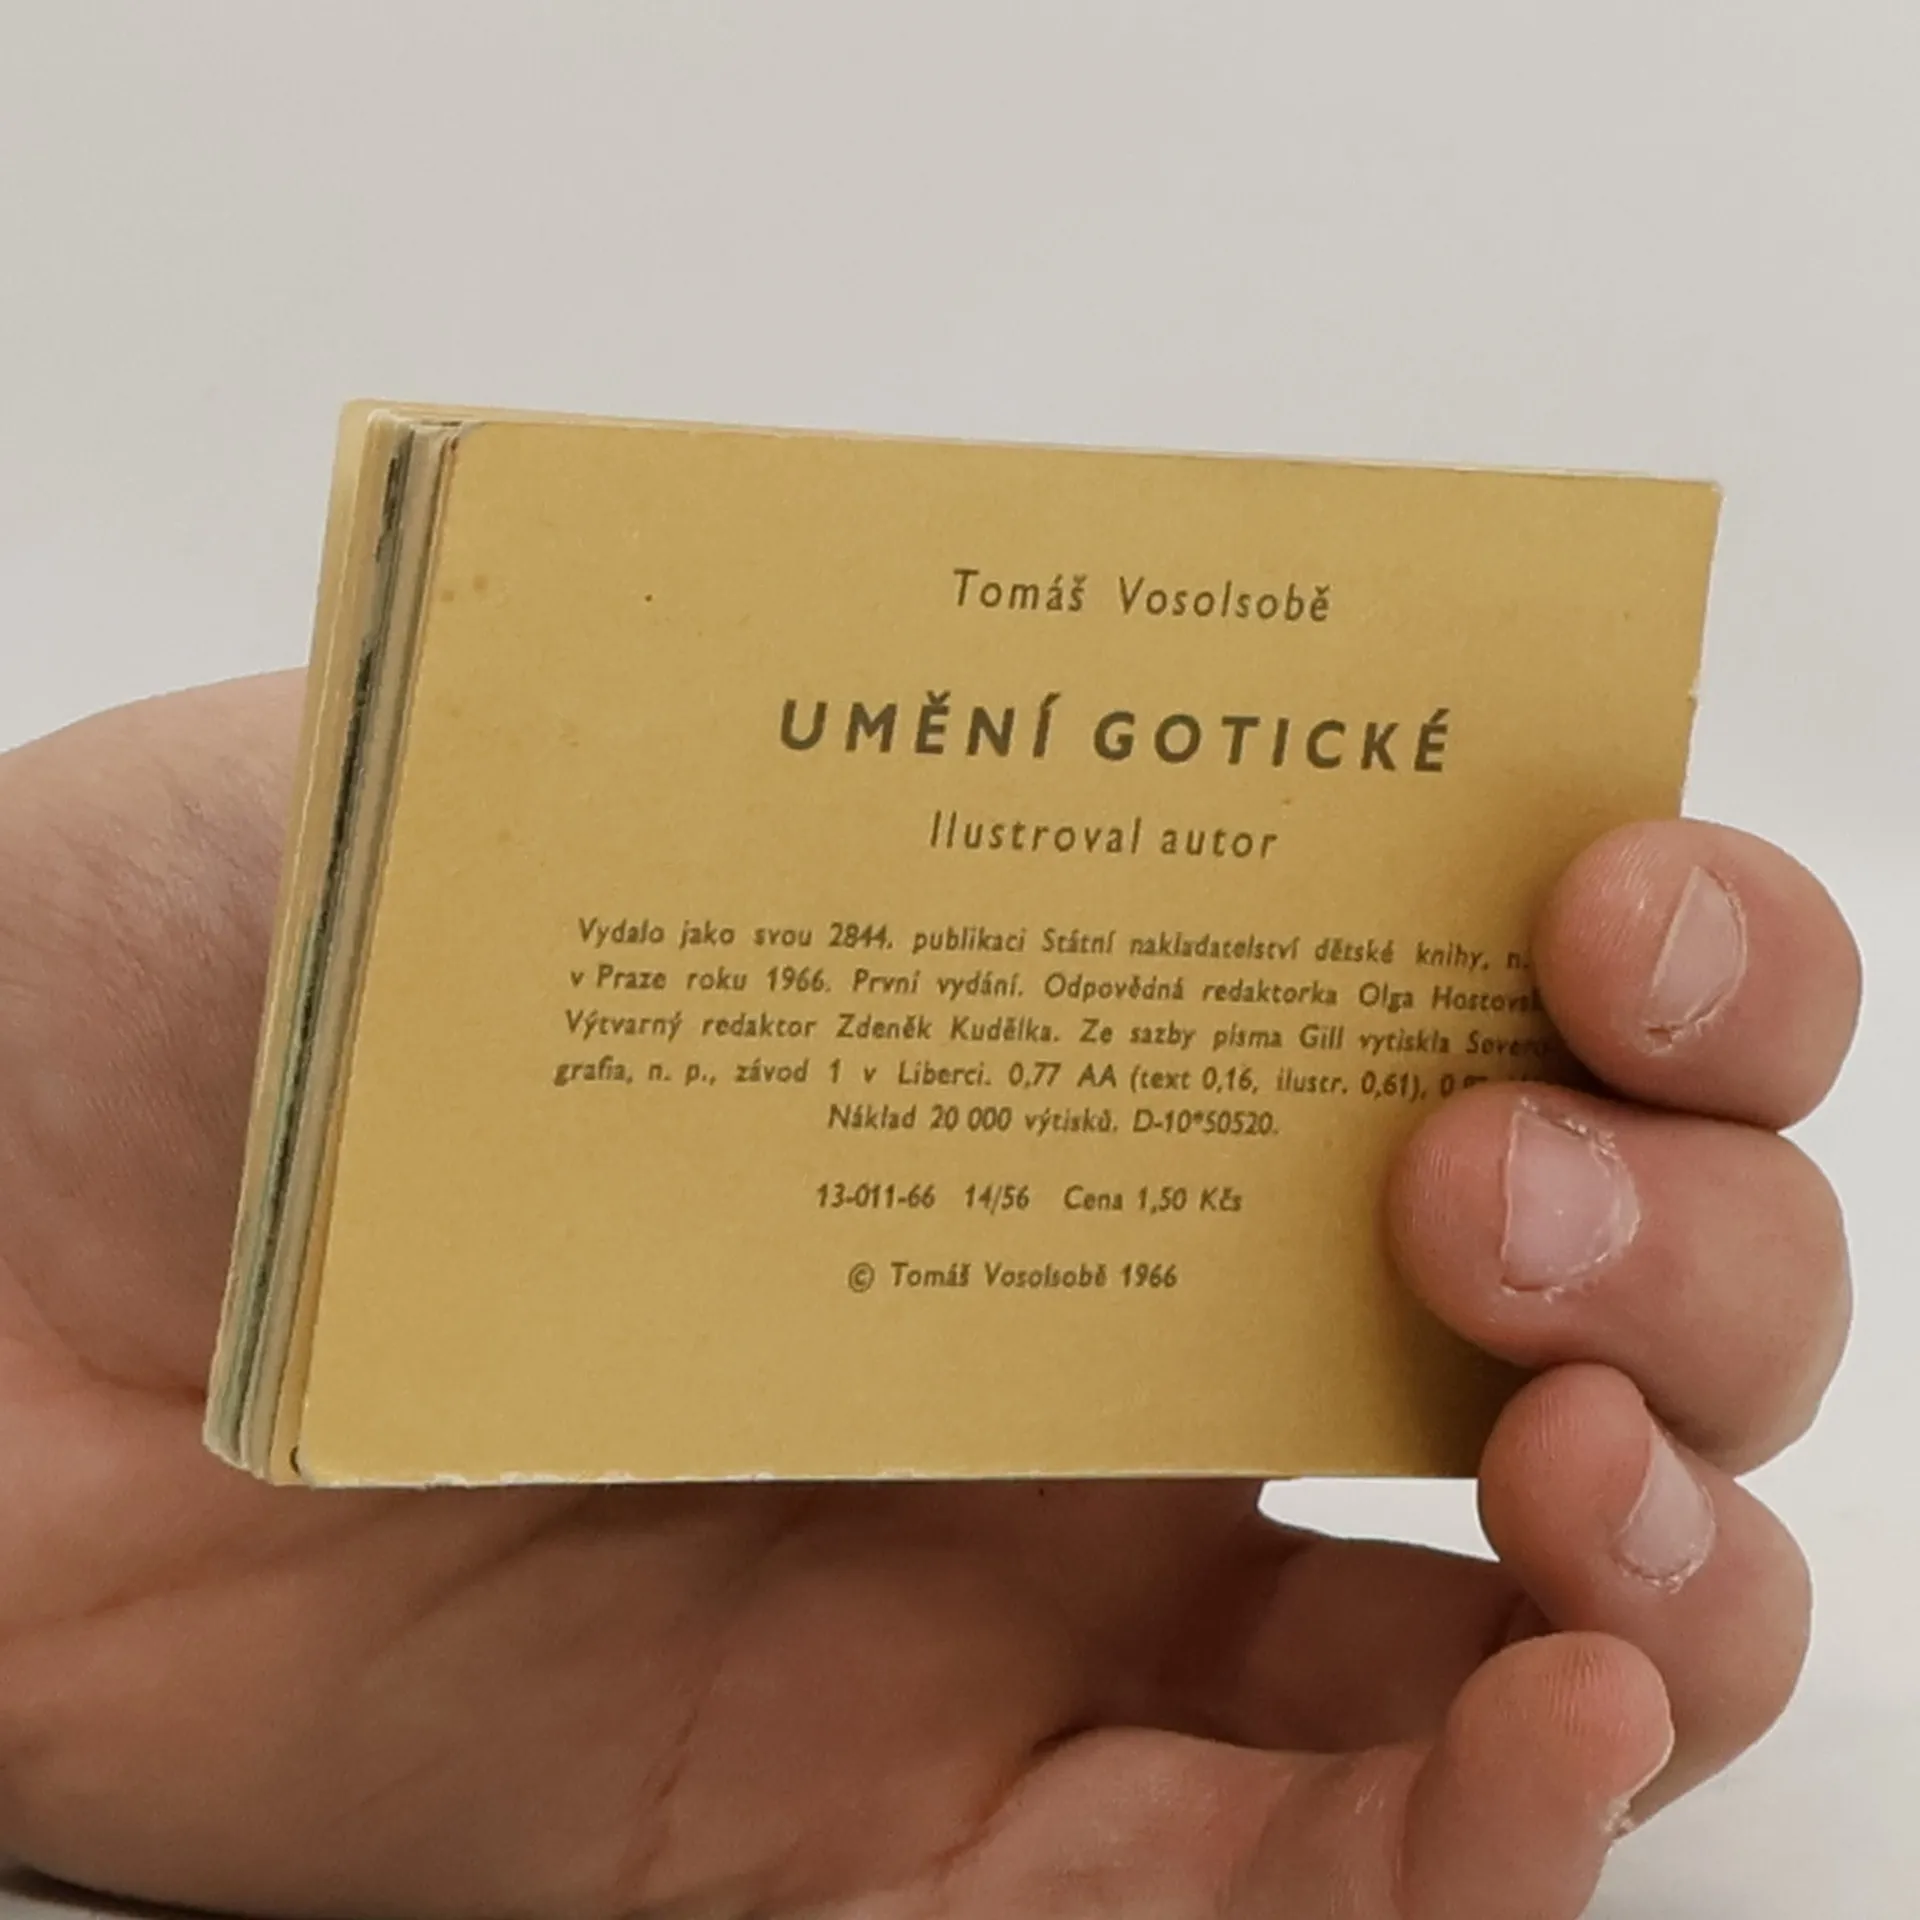 Tomáš Vosolsobě
UMĚNÍ GOTICKÉ
Ilustroval autor
Vydalo jako svou 2844. publikaci Státní nakladatelství dětské knihy, n.
v Praze roku 1966. První vydání. Odpovědná redaktorka Olga
Výtvarný redaktor Zdeněk Kudělka. Ze sazby písma Gill vytiskla
grafia, n. p., závod 1 v Liberci. 0,77 AA (text 0,16, ilustr. 0,61),
Náklad 20 000 výtisků. D-10*50520.
13-011-66 14/56 Cena 1,50 Kčs
© Tomáš Vosolsobě 1966